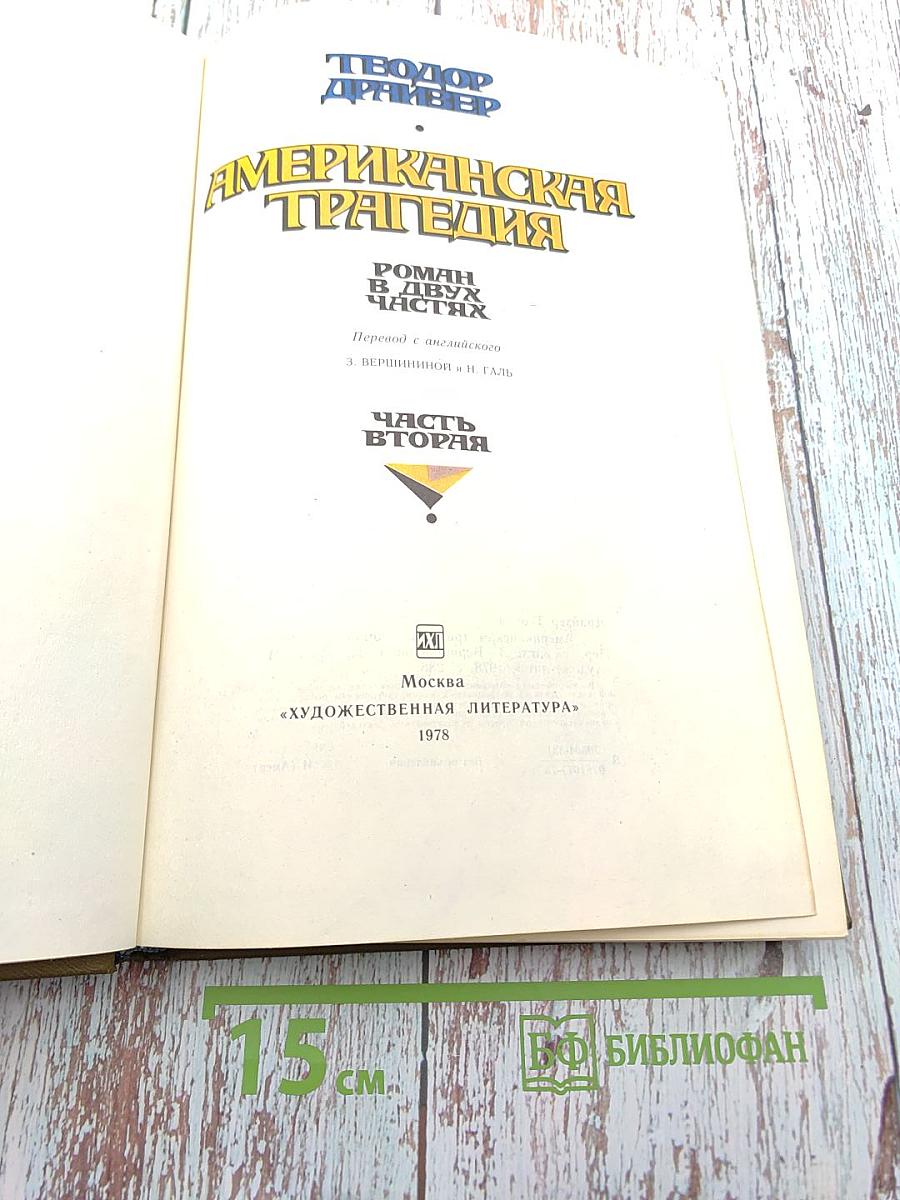 ТЕОДОР
ДРАЙЗЕР
АМЕРИКАНСКАЯ
ТРАГЕДИЯ
РОМАН
В ДВУХ
ЧАСТЯХ
Перевод с английского
З. ВЕРШИНИНОЙ и Н. ГАЛЬ
ЧАСТЬ
ВТОРАЯ
ИХЛ
Москва
«ХУДОЖЕСТВЕННАЯ ЛИТЕРАТУРА»
1978
15 см
БФ БИБЛИОФАН